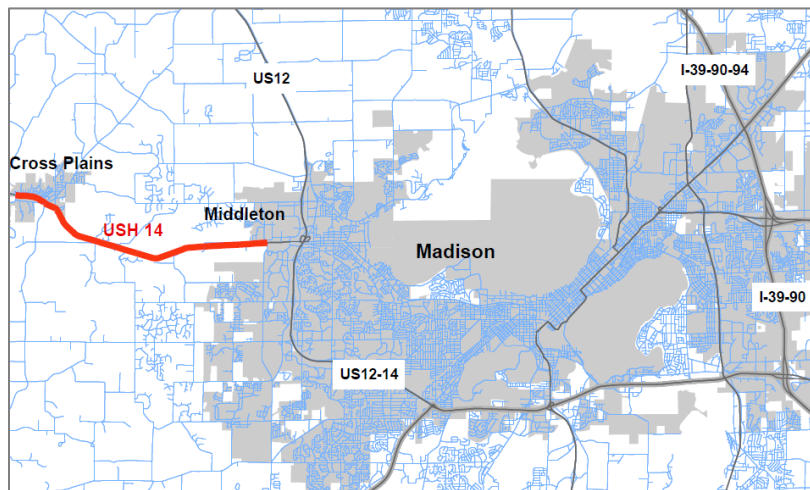 US12
I-39-90-94
Cross Plains
Middleton
USH 14
Madison
I-39-90
US12-14